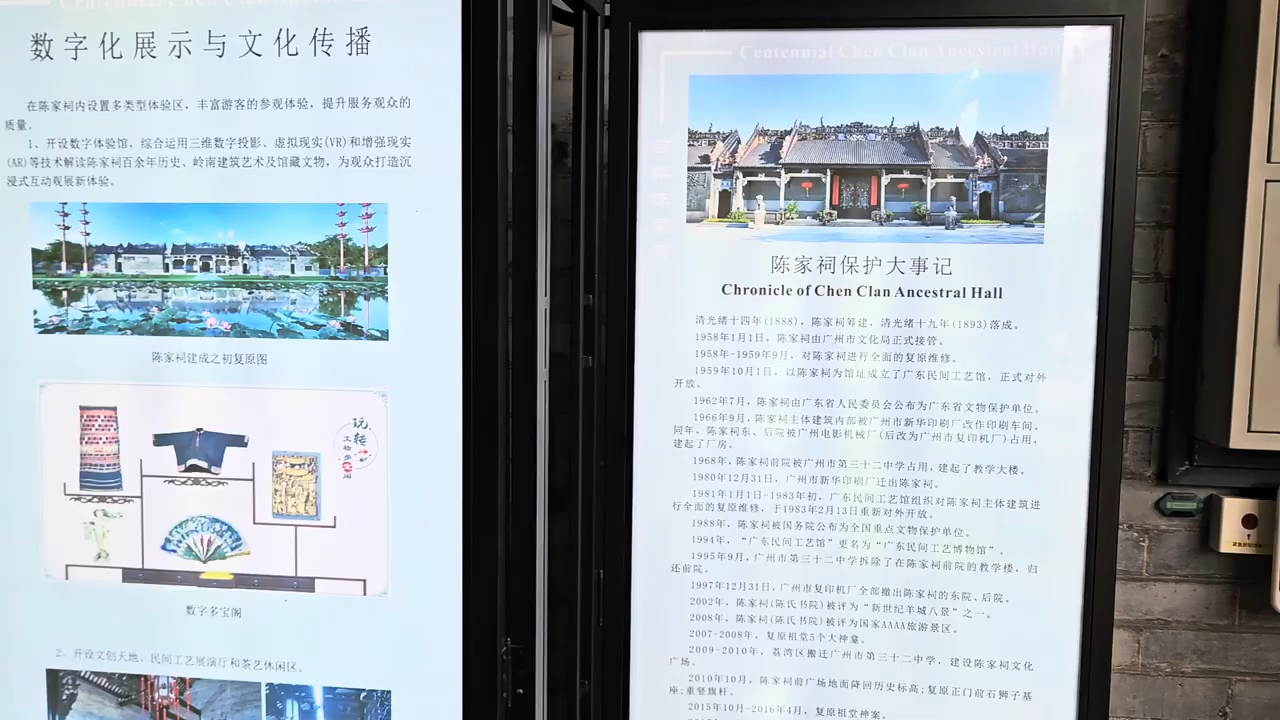 数字化展示与文化传播
在陈家祠内设置多类型体验区，丰富游客的参观体验，提升服务观众的
质量。
1、开设数字体验馆，综合运用三维数字投影、虚拟现实(VR)和增强现实
(AR)等技术解读陈家祠百余年历史、岭南建筑艺术及馆藏文物，为观众打造沉
浸式互动观展新体验。
陈家祠建成之初复原图
玩转
文物多宝阁
数字多宝阁
2、开设文创天地、民间工艺展演厅和茶艺休闲区。
Centennial Chen Clan Ancestral Hall
百年陈家祠
陈家祠保护大事记
Chronicle of Chen Clan Ancestral Hall
清光绪十四年(1888)，陈家祠筹建，清光绪十九年(1893)落成。
1958年1月1日，陈家祠由广州市文化局正式接管。
1958年-1959年9月，对陈家祠进行全面的复原维修。
1959年10月1日，以陈家祠为馆址成立了广东民间工艺馆，正式对外
开放。
1962年7月，陈家祠由广东省人民委员会公布为广东省文物保护单位。
1966年9月，陈家祠主体建筑内部被广州市新华印刷厂改作印刷车间。
同年，陈家祠东、后院被广州电影机械厂(后改为广州市复印机厂)占用，
建起了厂房。
1968年，陈家祠前院被广州市第三十二中学占用，建起了教学大楼。
1980年12月31日，广州市新华印刷厂迁出陈家祠。
1981年1月1日-1983年初，广东民间工艺馆组织对陈家祠主体建筑进
行全面的复原维修，于1983年2月13日重新对外开放。
1988年，陈家祠被国务院公布为全国重点文物保护单位。
1994年，“广东民间工艺馆”更名为“广东民间工艺博物馆”。
1995年9月，广州市第三十二中学拆除了在陈家祠前院的教学楼，归
还前院。
1997年12月31日，广州市复印机厂全部撤出陈家祠的东院、后院。
2002年，陈家祠(陈氏书院)被评为“新世纪羊城八景”之一。
2008年，陈家祠(陈氏书院)被评为国家AAAA旅游景区。
2007-2008年，复原祖堂5个大神龛。
2009-2010年，荔湾区搬迁广州市第三十二中学，建设陈家祠文化
广场。
2010年10月，陈家祠前广场地面降回历史标高;复原正门前石狮子基
座;重竖旗杆。
2015年10月-2016年4月，复原祖堂神案。